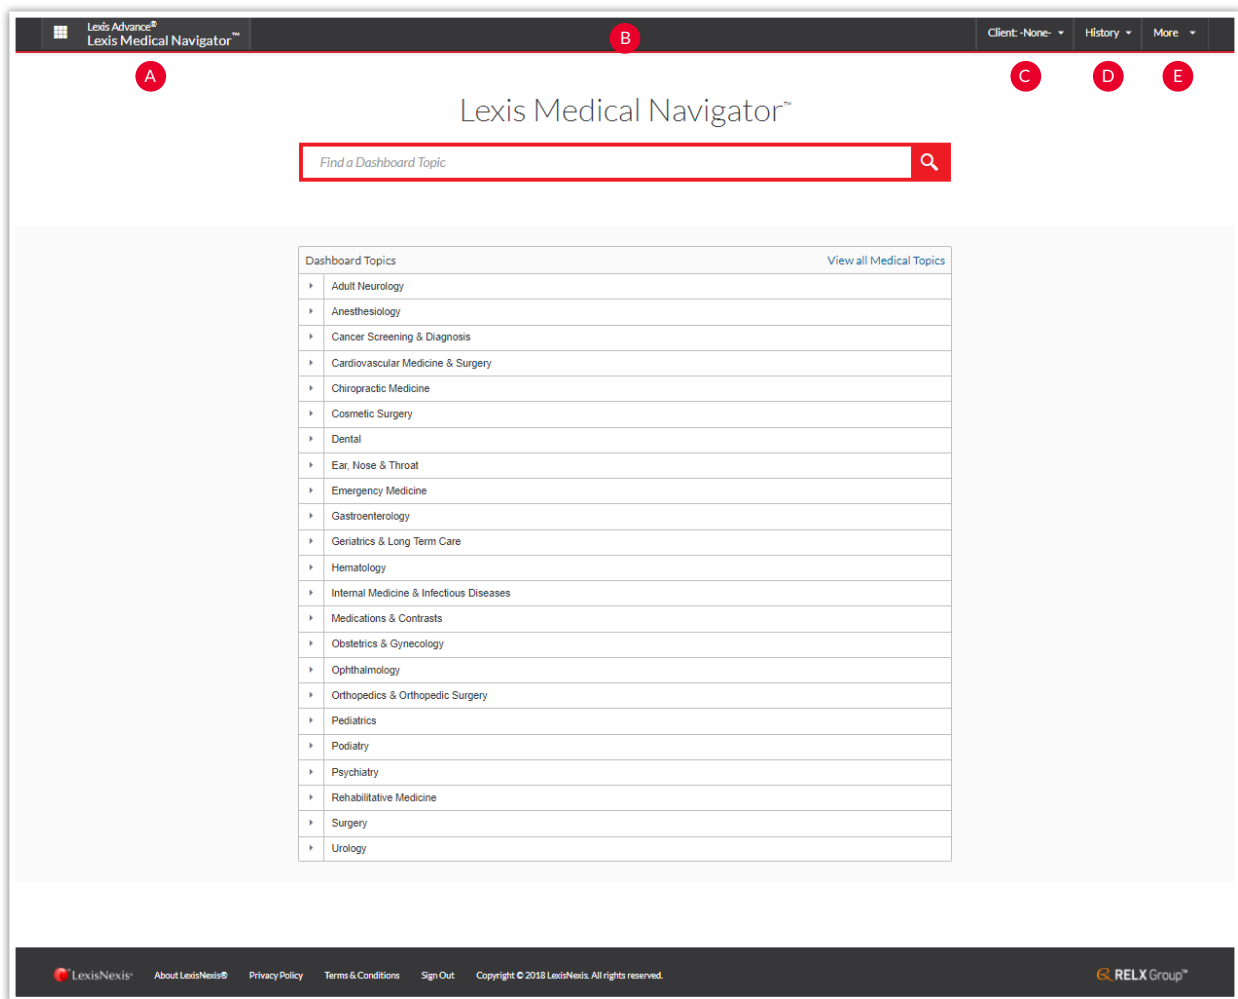 Lexis Advance®
Lexis Medical Navigator™
B
Client: -None-
History
More
A
C
D
E
Lexis Medical Navigator™
Find a Dashboard Topic
Dashboard Topics
View all Medical Topics
Adult Neurology
Anesthesiology
Cancer Screening & Diagnosis
Cardiovascular Medicine & Surgery
Chiropractic Medicine
Cosmetic Surgery
Dental
Ear, Nose & Throat
Emergency Medicine
Gastroenterology
Geriatrics & Long Term Care
Hematology
Internal Medicine & Infectious Diseases
Medications & Contrasts
Obstetrics & Gynecology
Ophthalmology
Orthopedics & Orthopedic Surgery
Pediatrics
Podiatry
Psychiatry
Rehabilitative Medicine
Surgery
Urology
LexisNexis®
About LexisNexis®
Privacy Policy
Terms & Conditions
Sign Out
Copyright © 2018 LexisNexis. All rights reserved.
RELX Group™